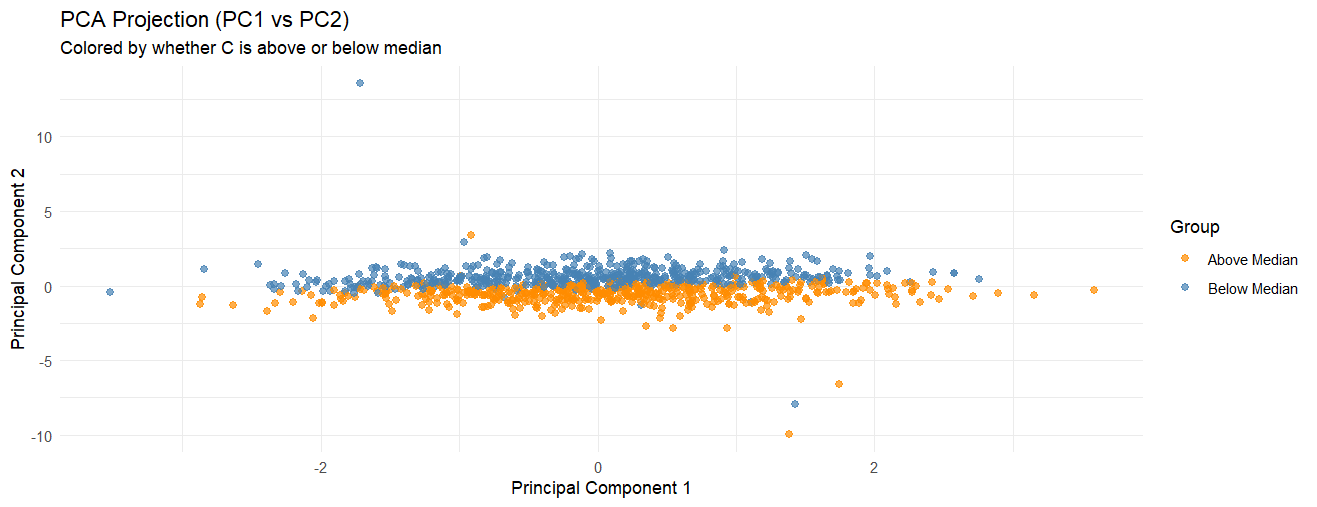 PCA Projection (PC1 vs PC2)
Colored by whether C is above or below median
10
5
0
-5
-10
Principal Component 2
-2
0
2
Principal Component 1
Group
Above Median
Below Median